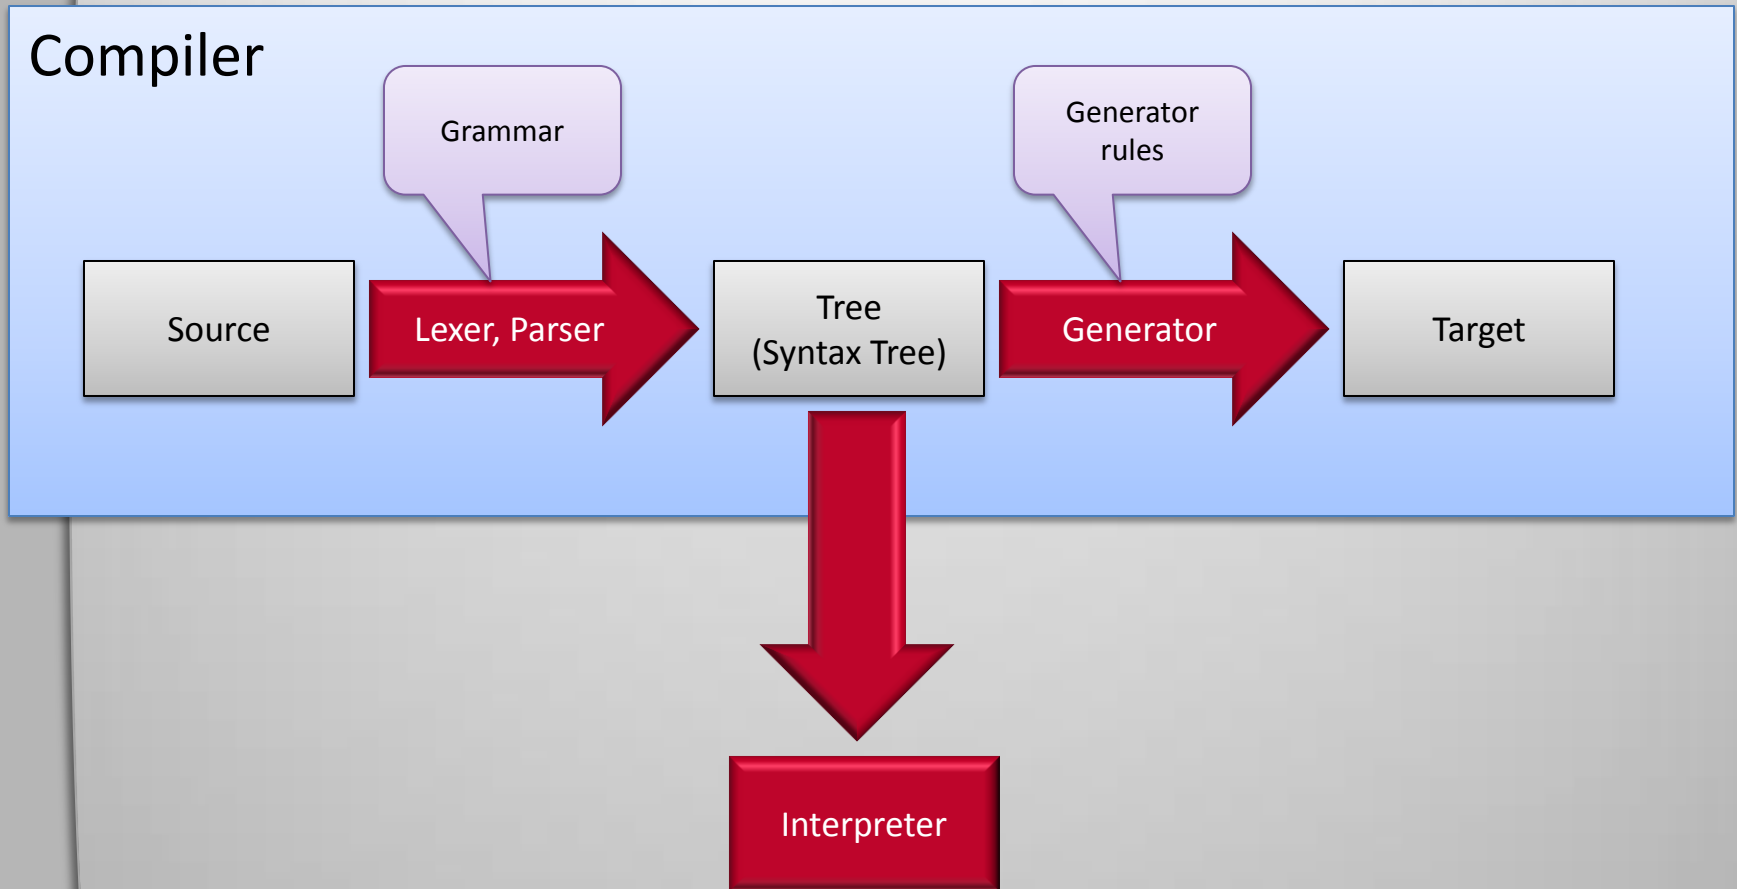 Compiler
Grammar
Generator
rules
Source
Lexer, Parser
Tree
(Syntax Tree)
Generator
Target
Interpreter